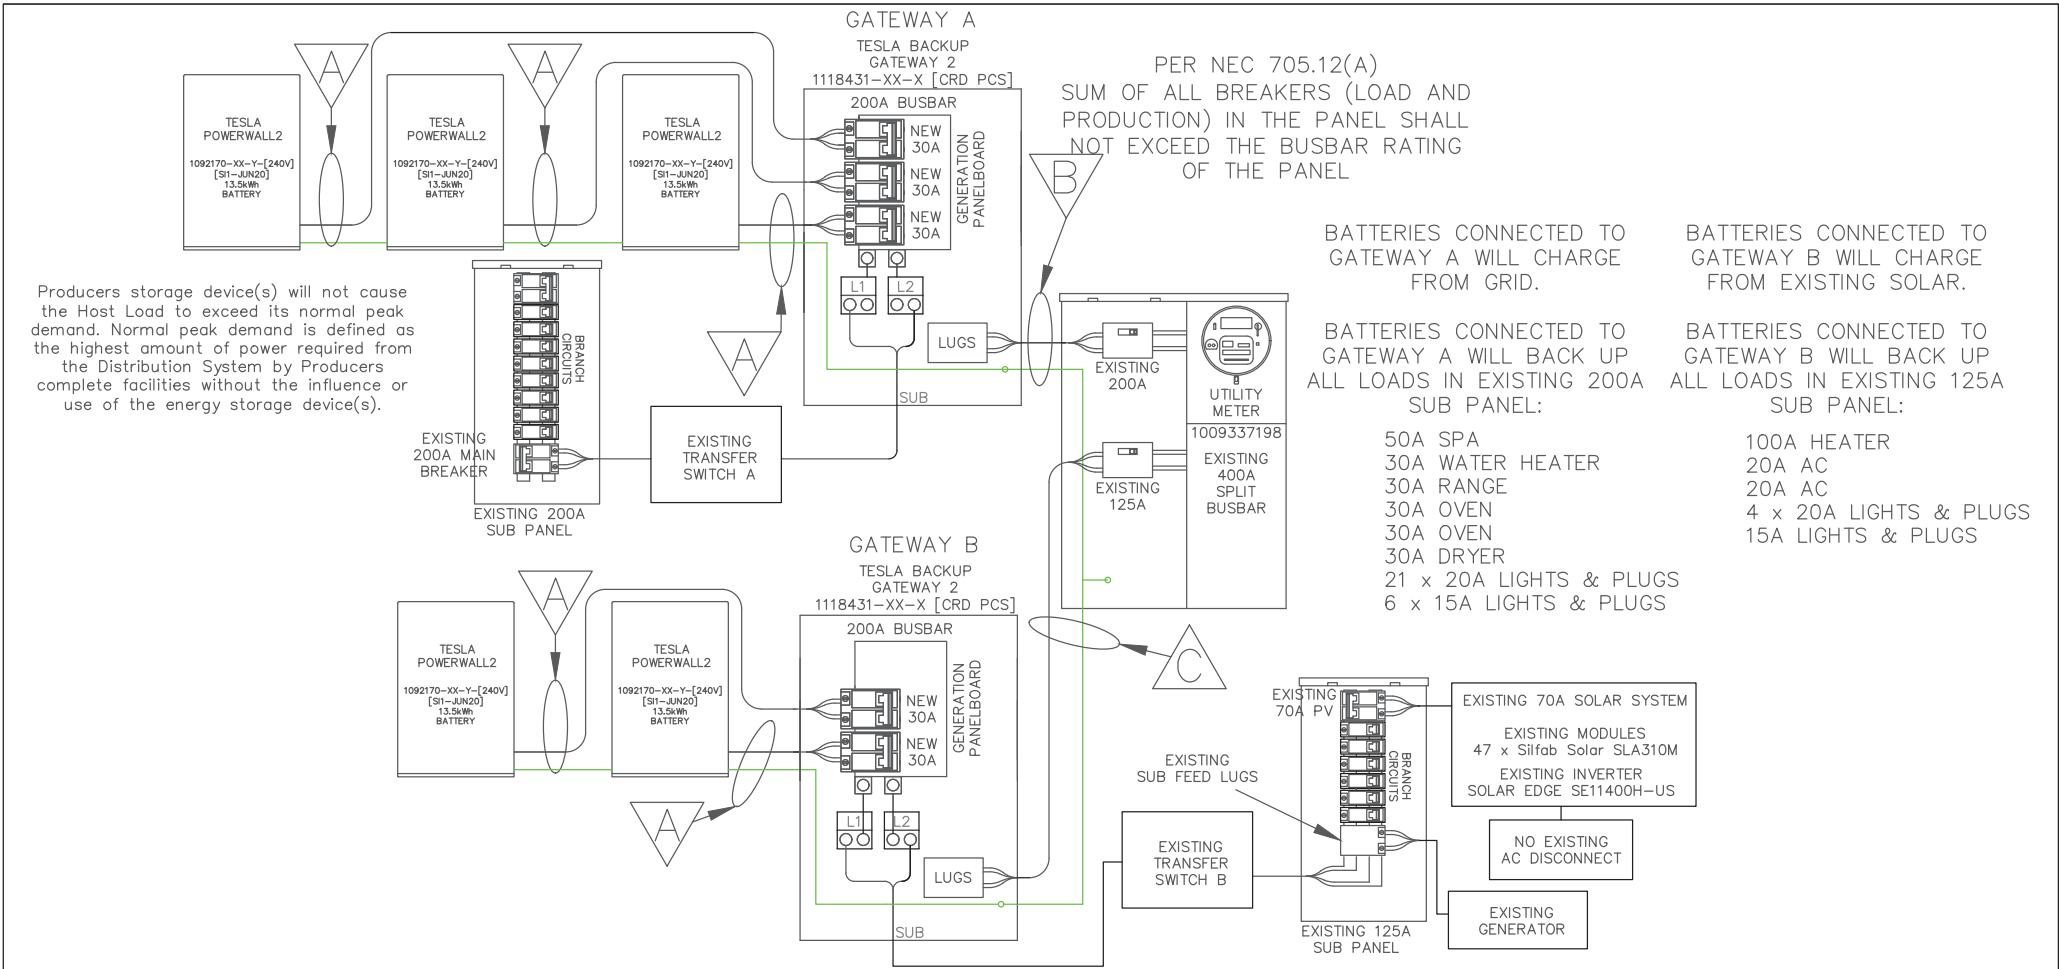 GATEWAY A
TESLA BACKUP
GATEWAY 2
1118431-XX-X [CRD PCS]
200A BUSBAR
NEW
30A
NEW
30A
NEW
30A
GENERATION
PANELBOARD
L1
L2
LUGS
SUB
A
A
A
TESLA
POWERWALL2
1092170-XX-Y-[240V]
[SI1-JUN20]
13.5kWh
BATTERY
TESLA
POWERWALL2
1092170-XX-Y-[240V]
[SI1-JUN20]
13.5kWh
BATTERY
TESLA
POWERWALL2
1092170-XX-Y-[240V]
[SI1-JUN20]
13.5kWh
BATTERY
PER NEC 705.12(A)
SUM OF ALL BREAKERS (LOAD AND
PRODUCTION) IN THE PANEL SHALL
NOT EXCEED THE BUSBAR RATING
OF THE PANEL
B
Producers storage device(s) will not cause
the Host Load to exceed its normal peak
demand. Normal peak demand is defined as
the highest amount of power required from
the Distribution System by Producers
complete facilities without the influence or
use of the energy storage device(s).
BRANCH
CIRCUITS
EXISTING
200A MAIN
BREAKER
EXISTING 200A
SUB PANEL
EXISTING
TRANSFER
SWITCH A
EXISTING
200A
EXISTING
125A
UTILITY
METER
1009337198
EXISTING
400A
SPLIT
BUSBAR
BATTERIES CONNECTED TO
GATEWAY A WILL CHARGE
FROM GRID.
BATTERIES CONNECTED TO
GATEWAY A WILL BACK UP
ALL LOADS IN EXISTING 200A
SUB PANEL:
50A SPA
30A WATER HEATER
30A RANGE
30A OVEN
30A OVEN
30A DRYER
21 x 20A LIGHTS & PLUGS
6 x 15A LIGHTS & PLUGS
BATTERIES CONNECTED TO
GATEWAY B WILL CHARGE
FROM EXISTING SOLAR.
BATTERIES CONNECTED TO
GATEWAY B WILL BACK UP
ALL LOADS IN EXISTING 125A
SUB PANEL:
100A HEATER
20A AC
20A AC
4 x 20A LIGHTS & PLUGS
15A LIGHTS & PLUGS
GATEWAY B
TESLA BACKUP
GATEWAY 2
1118431-XX-X [CRD PCS]
200A BUSBAR
NEW
30A
NEW
30A
GENERATION
PANELBOARD
L1
L2
LUGS
SUB
A
A
TESLA
POWERWALL2
1092170-XX-Y-[240V]
[SI1-JUN20]
13.5kWh
BATTERY
TESLA
POWERWALL2
1092170-XX-Y-[240V]
[SI1-JUN20]
13.5kWh
BATTERY
C
EXISTING
TRANSFER
SWITCH B
EXISTING
SUB FEED LUGS
EXISTING
70A PV
BRANCH
CIRCUITS
EXISTING 125A
SUB PANEL
EXISTING 70A SOLAR SYSTEM
EXISTING MODULES
47 x Silfab Solar SLA310M
EXISTING INVERTER
SOLAR EDGE SE11400H-US
NO EXISTING
AC DISCONNECT
EXISTING
GENERATOR